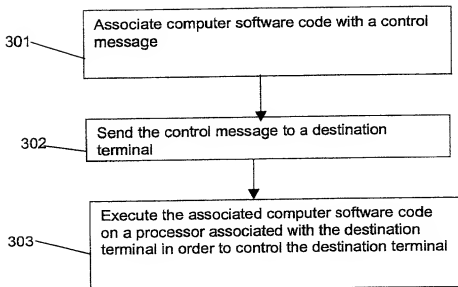 301
Associate computer software code with a control
message
302
Send the control message to a destination
terminal
303
Execute the associated computer software code
on a processor associated with the destination
terminal in order to control the destination terminal